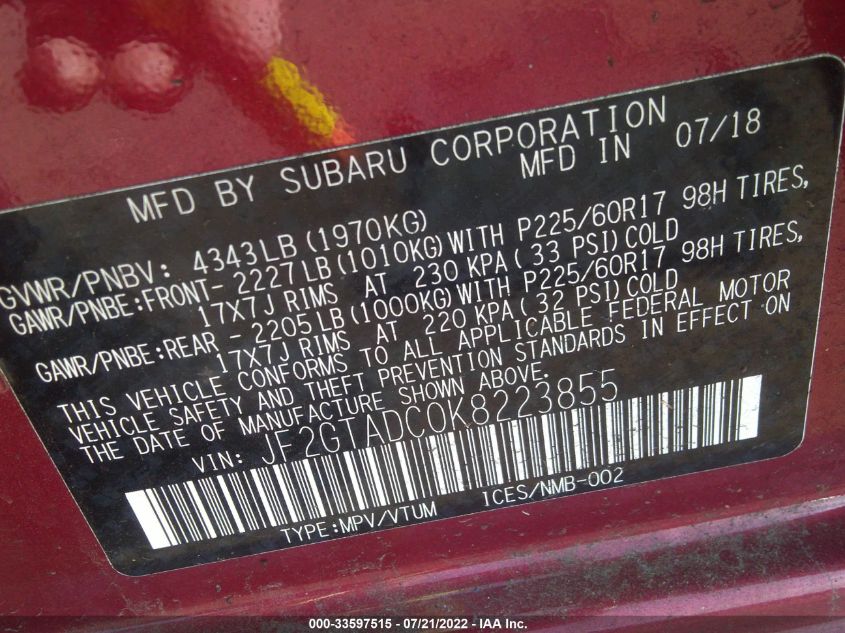 MFD BY SUBARU CORPORATION
MFD IN 07/18
GVWR/PNBV: 4343LB(1970KG)
GAWR/PNBE:FRONT- 2227LB(1010KG)WITH P225/60R17 98H TIRES,
17X7J RIMS AT 230 KPA(33 PSI)COLD
GAWR/PNBE:REAR - 2205LB(1000KG)WITH P225/60R17 98H TIRES,
17X7J RIMS AT 220 KPA(32 PSI)COLD
THIS VEHICLE CONFORMS TO ALL APPLICABLE FEDERAL MOTOR
VEHICLE SAFETY AND THEFT PREVENTION STANDARDS IN EFFECT ON
THE DATE OF MANUFACTURE SHOWN ABOVE.
VIN: JF2GTADC0K8223855
TYPE:MPV/VTUM ICES/NMB-002
000-33597515 - 07/21/2022 - IAA Inc.